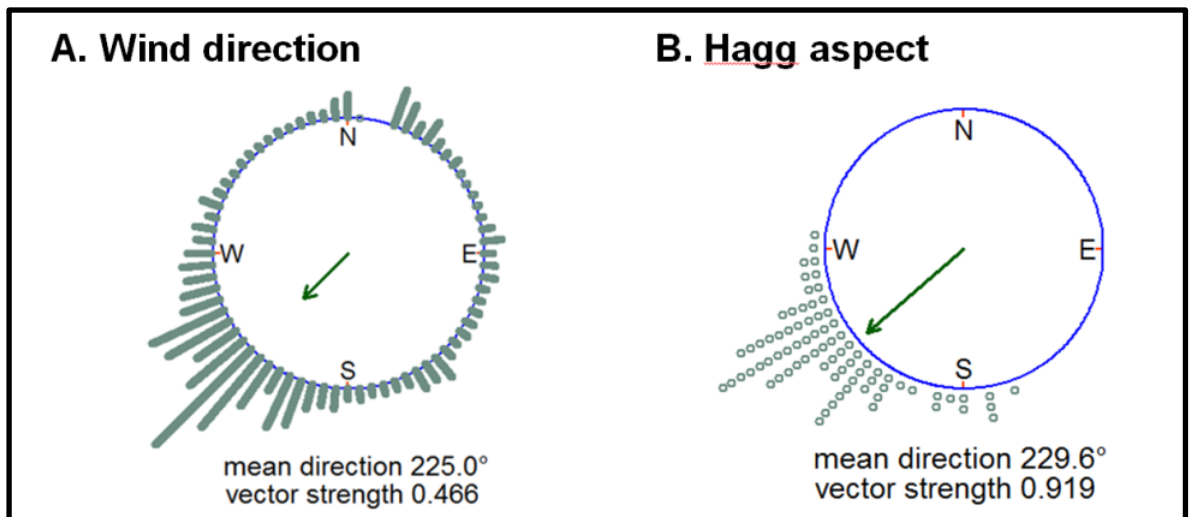 A. Wind direction
N
W
E
S
mean direction 225.0°
vector strength 0.466
B. Hagg aspect
N
W
E
S
mean direction 229.6°
vector strength 0.919